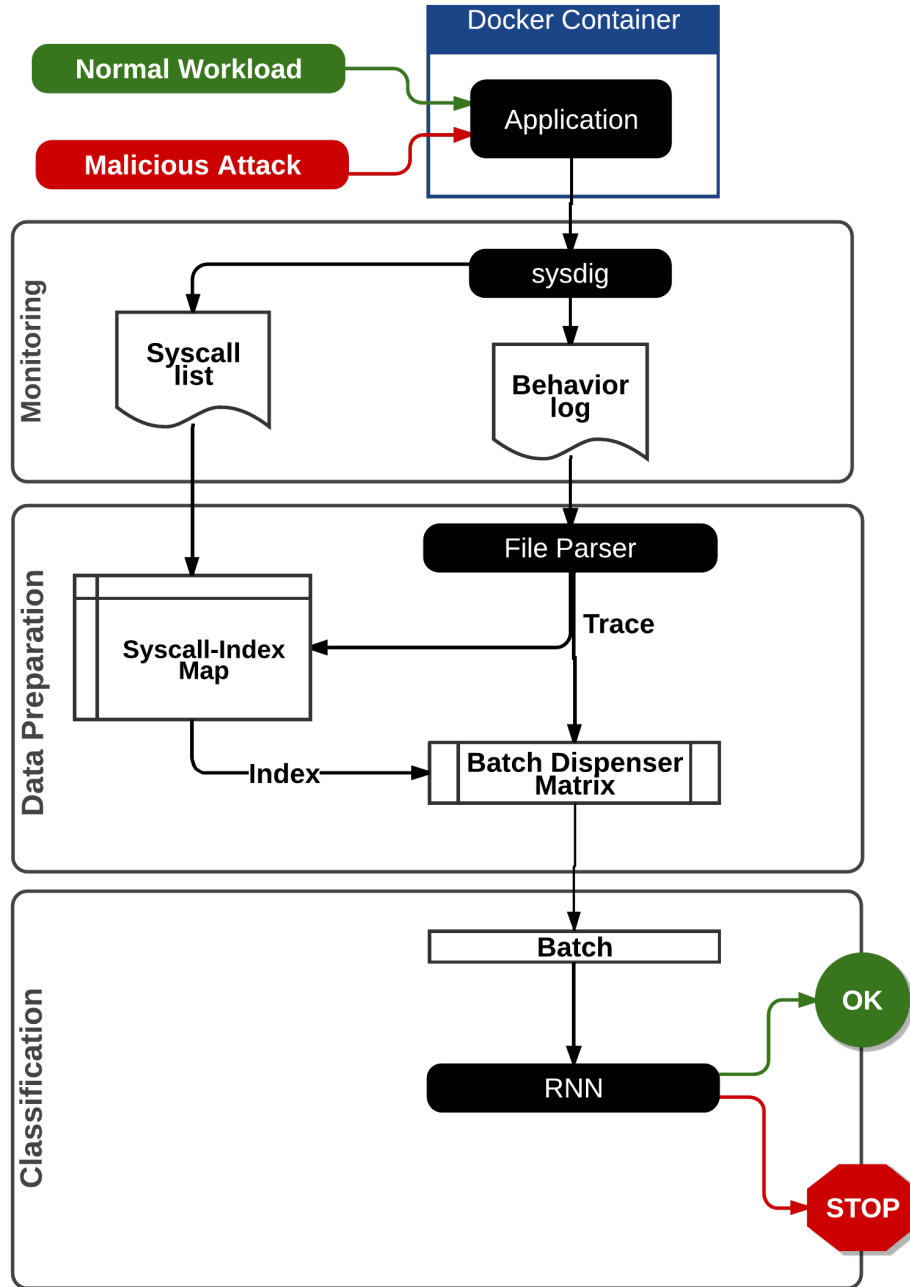 Docker Container
Normal Workload
Application
Malicious Attack
Monitoring
sysdig
Syscall
list
Behavior
log
Data Preparation
File Parser
Trace
Syscall-Index
Map
Index
Batch Dispenser
Matrix
Classification
Batch
OK
RNN
STOP